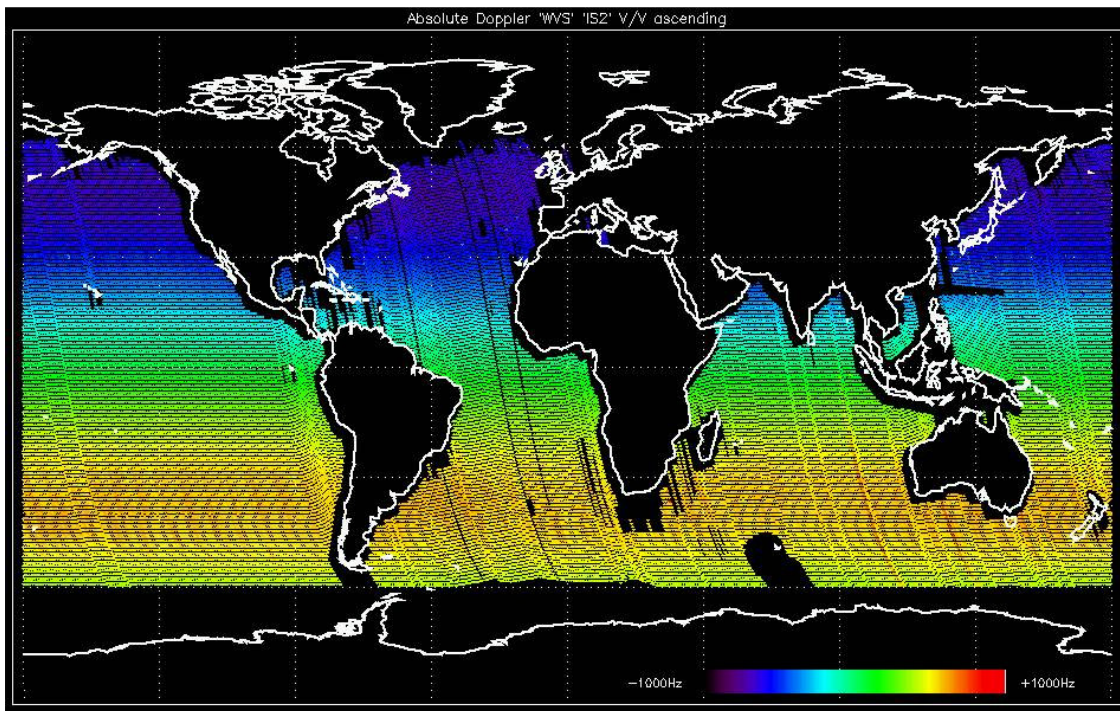 Absolute Doppler 'WVS' 'IS2' V/V ascending
-1000Hz +1000Hz